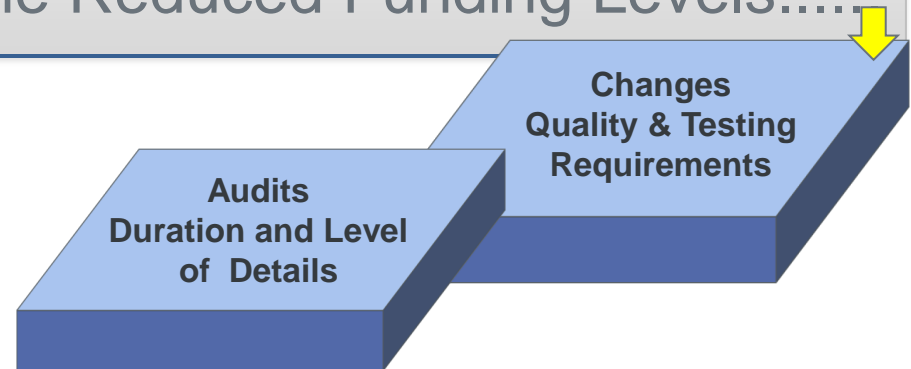 Reduced Funding Levels......
Changes
Quality & Testing
Requirements
Audits
Duration and Level
of Details